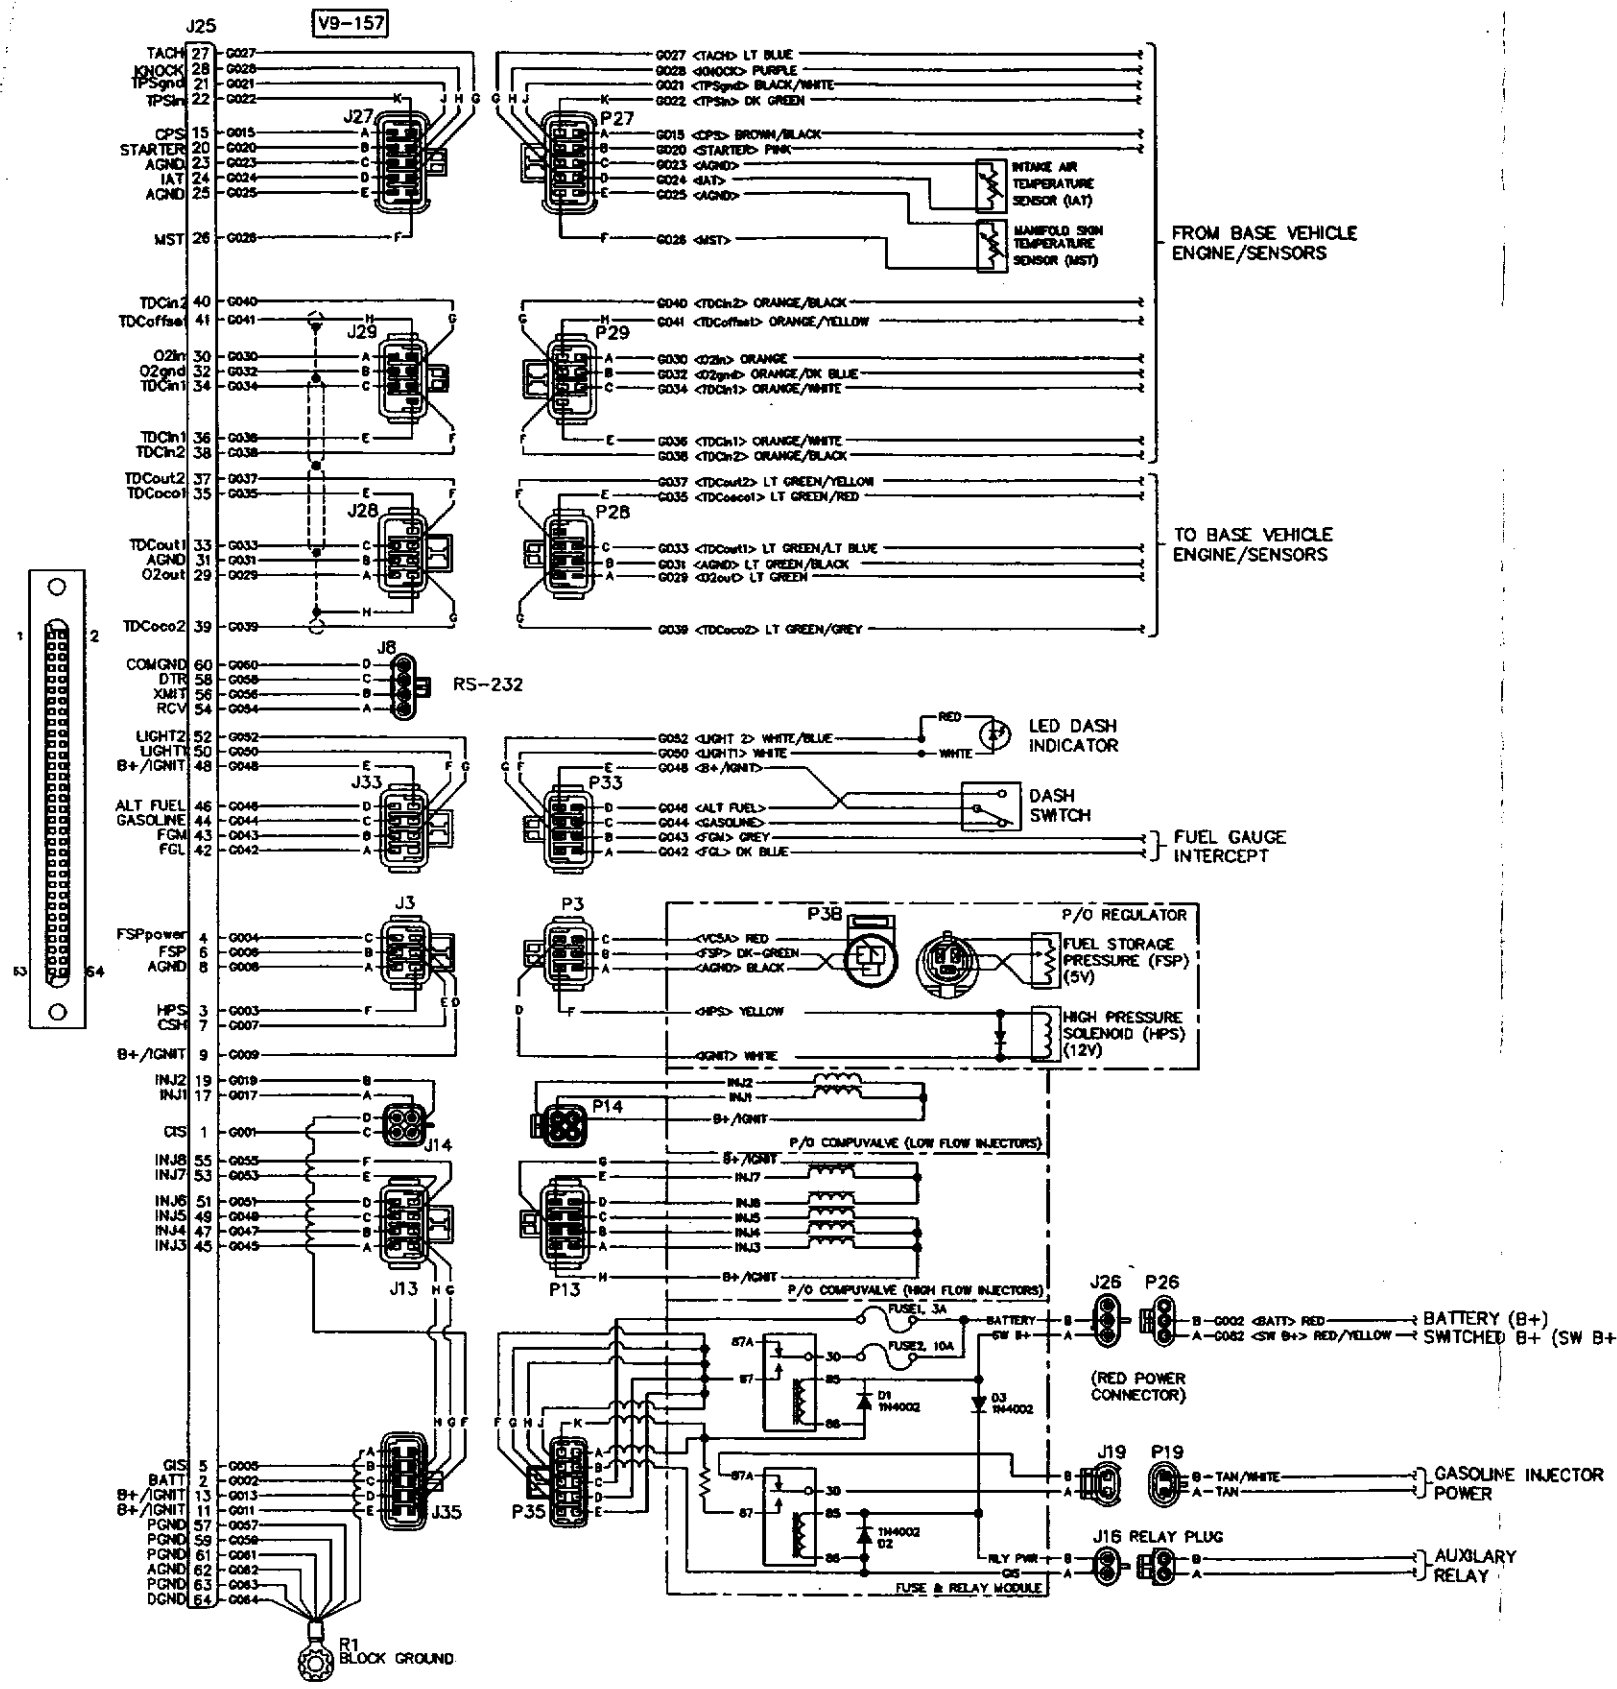 V9-157
J25
TACH 27 G027
KNOCK 28 G028
TPSgnd 21 G021
TPSin 22 G022 K J H G
J27
CPS 15 G015 A
STARTER 20 G020 B
AGND 23 G023 C
IAT 24 G024 D
AGND 25 G025 E
MST 26 G026 F
G027 <TACH> LT BLUE
G028 <KNOCK> PURPLE
G021 <TPSgnd> BLACK/WHITE
G H J K G022 <TPSin> DK GREEN
P27
A G015 <CPS> BROWN/BLACK
B G020 <STARTER> PINK
C G023 <AGND>
D G024 <IAT>
E G025 <AGND>
F G026 <MST>
INTAKE AIR
TEMPERATURE
SENSOR (IAT)
MANIFOLD SKIN
TEMPERATURE
SENSOR (MST)
FROM BASE VEHICLE
ENGINE/SENSORS
TDCin2 40 G040 G
TDCoffset 41 G041 H
J29
O2in 30 G030 A
O2gnd 32 G032 B
TDCin1 34 G034 C
TDCin1 36 G036 E
TDCin2 38 G038 F
G G040 <TDCin2> ORANGE/BLACK
H G041 <TDCoffset> ORANGE/YELLOW
P29
A G030 <O2in> ORANGE
B G032 <O2gnd> ORANGE/DK BLUE
C G034 <TDCin1> ORANGE/WHITE
E G036 <TDCin1> ORANGE/WHITE
F G038 <TDCin2> ORANGE/BLACK
TDCout2 37 G037 F
TDCoco1 35 G035 E
J28
TDCout1 33 G033 C
AGND 31 G031 B
O2out 29 G029 A
H
TDCoco2 39 G039 G
F G037 <TDCout2> LT GREEN/YELLOW
E G035 <TDCoaco1> LT GREEN/RED
P28
C G033 <TDCout1> LT GREEN/LT BLUE
B G031 <AGND> LT GREEN/BLACK
A G029 <O2out> LT GREEN
G G039 <TDCoco2> LT GREEN/GREY
TO BASE VEHICLE
ENGINE/SENSORS
1 2
63 64
J8
COMGND 60 G060 D
DTR 58 G058 C
XMIT 56 G056 B
RCV 54 G054 A
RS-232
LIGHT2 52 G052 G
LIGHT1 50 G050 F
B+/IGNIT 48 G048 E
J33
ALT FUEL 46 G046 D
GASOLINE 44 G044 C
FGM 43 G043 B
FGL 42 G042 A
G G052 <LIGHT 2> WHITE/BLUE
F G050 <LIGHT1> WHITE
E G048 <B+/IGNIT>
P33
D G046 <ALT FUEL>
C G044 <GASOLINE>
B G043 <FGM> GREY
A G042 <FGL> DK BLUE
RED
WHITE
LED DASH
INDICATOR
DASH
SWITCH
FUEL GAUGE
INTERCEPT
J3
FSPpower 4 G004 C
FSP 6 G006 B
AGND 8 G008 A
E D
HPS 3 G003 F
CSH 7 G007
B+/IGNIT 9 G009
P3
C <VC5A> RED
B <FSP> DK-GREEN
A <AGND> BLACK
F <HPS> YELLOW
D <IGNIT> WHITE
P3B
P/O REGULATOR
FUEL STORAGE
PRESSURE (FSP)
(5V)
HIGH PRESSURE
SOLENOID (HPS)
(12V)
INJ2 19 G019 B
INJ1 17 G017 A
D
CIS 1 G001 C
J14
P14
INJ2
INJ1
B+/IGNIT
P/O COMPUVALVE (LOW FLOW INJECTORS)
INJ8 55 G055 F
INJ7 53 G053 E
INJ6 51 G051 D
INJ5 49 G049 C
INJ4 47 G047 B
INJ3 45 G045 A
J13 H G
G B+/IGNIT
E INJ7
D INJ6
C INJ5
B INJ4
A INJ3
H B+/IGNIT
P13
P/O COMPUVALVE (HIGH FLOW INJECTORS)
FUSE1, 3A
BATTERY
SW B+
FUSE2, 10A
87A
30
87
85
86
D1
1N4002
D3
1N4002
J26 P26
B B G002 <BATT> RED
A A G082 <SW B+> RED/YELLOW
BATTERY (B+)
SWITCHED B+ (SW B+
(RED POWER
CONNECTOR)
H G F
F G H J K
A
GIS 5 G005 B
BATT 2 G002 C
B+/IGNIT 13 G013 D
B+/IGNIT 11 G011 E
J35
PGND 57 G057
PGND 59 G059
PGND 61 G061
AGND 62 G062
PGND 63 G063
DGND 64 G064
R1
BLOCK GROUND
P35
A
B
C
D
E
87A
30
87
85
86
1N4002
D2
RLY PWR
GIS
FUSE & RELAY MODULE
J19 P19
B B TAN/WHITE
A A TAN
GASOLINE INJECTOR
POWER
J16 RELAY PLUG
B B
A A
AUXILARY
RELAY